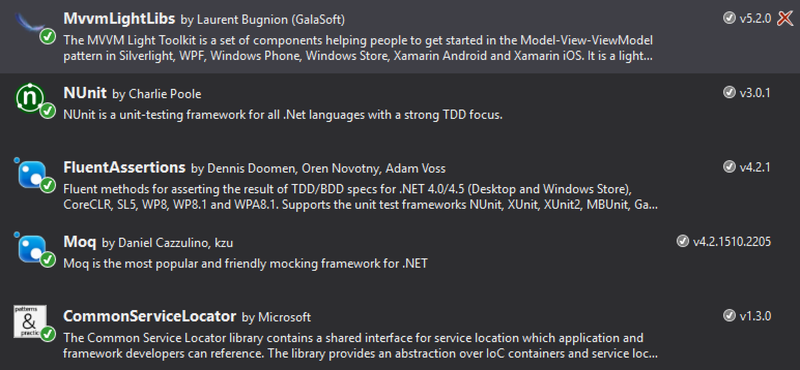 MvvmLightLibs by Laurent Bugnion (GalaSoft) v5.2.0
The MVVM Light Toolkit is a set of components helping people to get started in the Model-View-ViewModel
pattern in Silverlight, WPF, Windows Phone, Windows Store, Xamarin Android and Xamarin iOS. It is a light...
n
NUnit by Charlie Poole v3.0.1
NUnit is a unit-testing framework for all .Net languages with a strong TDD focus.
FluentAssertions by Dennis Doomen, Oren Novotny, Adam Voss v4.2.1
Fluent methods for asserting the result of TDD/BDD specs for .NET 4.0/4.5 (Desktop and Windows Store),
CoreCLR, SL5, WP8, WP8.1 and WPA8.1. Supports the unit test frameworks NUnit, XUnit, XUnit2, MBUnit, Ga...
Moq by Daniel Cazzulino, kzu v4.2.1510.2205
Moq is the most popular and friendly mocking framework for .NET
patterns
&
practic
CommonServiceLocator by Microsoft v1.3.0
The Common Service Locator library contains a shared interface for service location which application and
framework developers can reference. The library provides an abstraction over IoC containers and service loc...